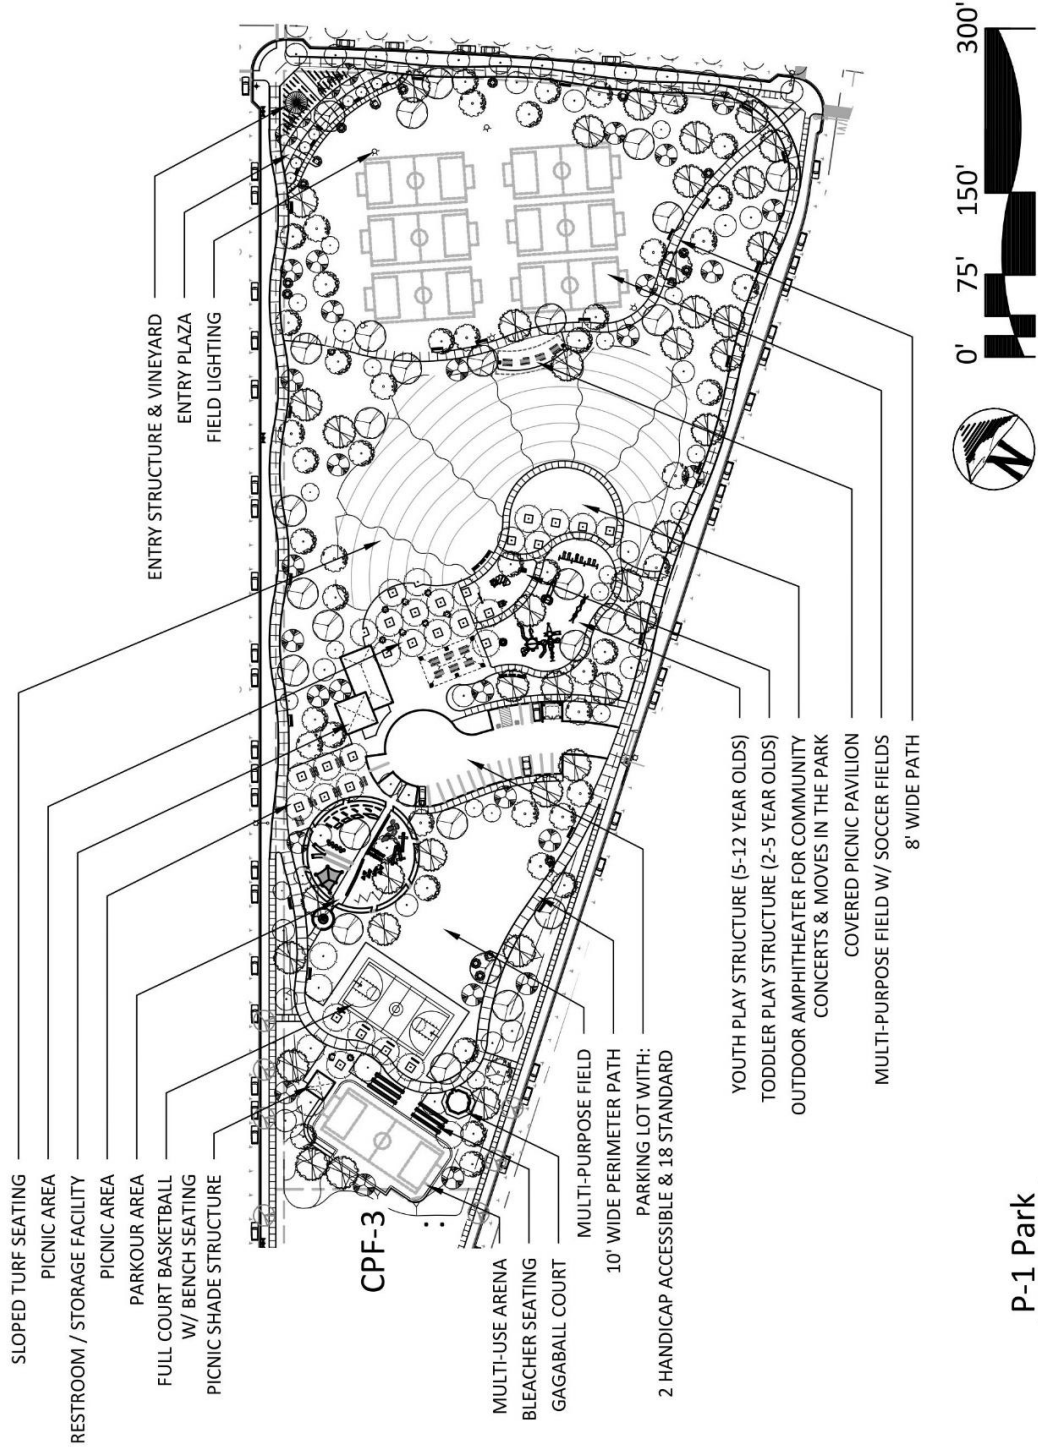 SLOPED TURF SEATING
PICNIC AREA
RESTROOM / STORAGE FACILITY
PICNIC AREA
PARKOUR AREA
FULL COURT BASKETBALL
W/ BENCH SEATING
PICNIC SHADE STRUCTURE
ENTRY STRUCTURE & VINEYARD
ENTRY PLAZA
FIELD LIGHTING
CPF-3
MULTI-USE ARENA
BLEACHER SEATING
GAGABALL COURT
MULTI-PURPOSE FIELD
10' WIDE PERIMETER PATH
PARKING LOT WITH:
2 HANDICAP ACCESSIBLE & 18 STANDARD
YOUTH PLAY STRUCTURE (5-12 YEAR OLDS)
TODDLER PLAY STRUCTURE (2-5 YEAR OLDS)
OUTDOOR AMPHITHEATER FOR COMMUNITY
CONCERTS & MOVES IN THE PARK
COVERED PICNIC PAVILION
MULTI-PURPOSE FIELD W/ SOCCER FIELDS
8' WIDE PATH
N
0' 75' 150' 300'
P-1 Park